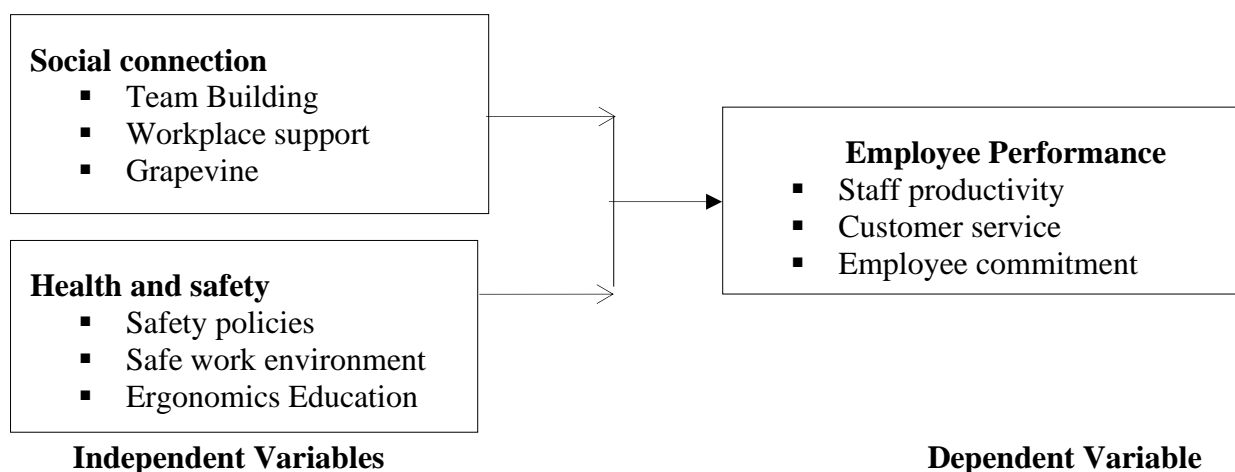 Social connection
▪ Team Building
▪ Workplace support
▪ Grapevine
Health and safety
▪ Safety policies
▪ Safe work environment
▪ Ergonomics Education
Independent Variables
Employee Performance
▪ Staff productivity
▪ Customer service
▪ Employee commitment
Dependent Variable